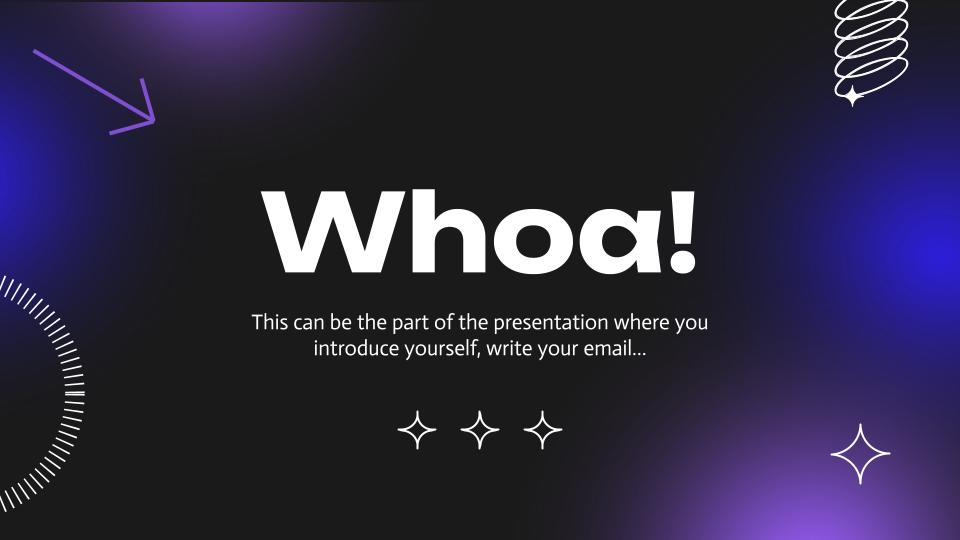 Whoa!
This can be the part of the presentation where you
introduce yourself, write your email...